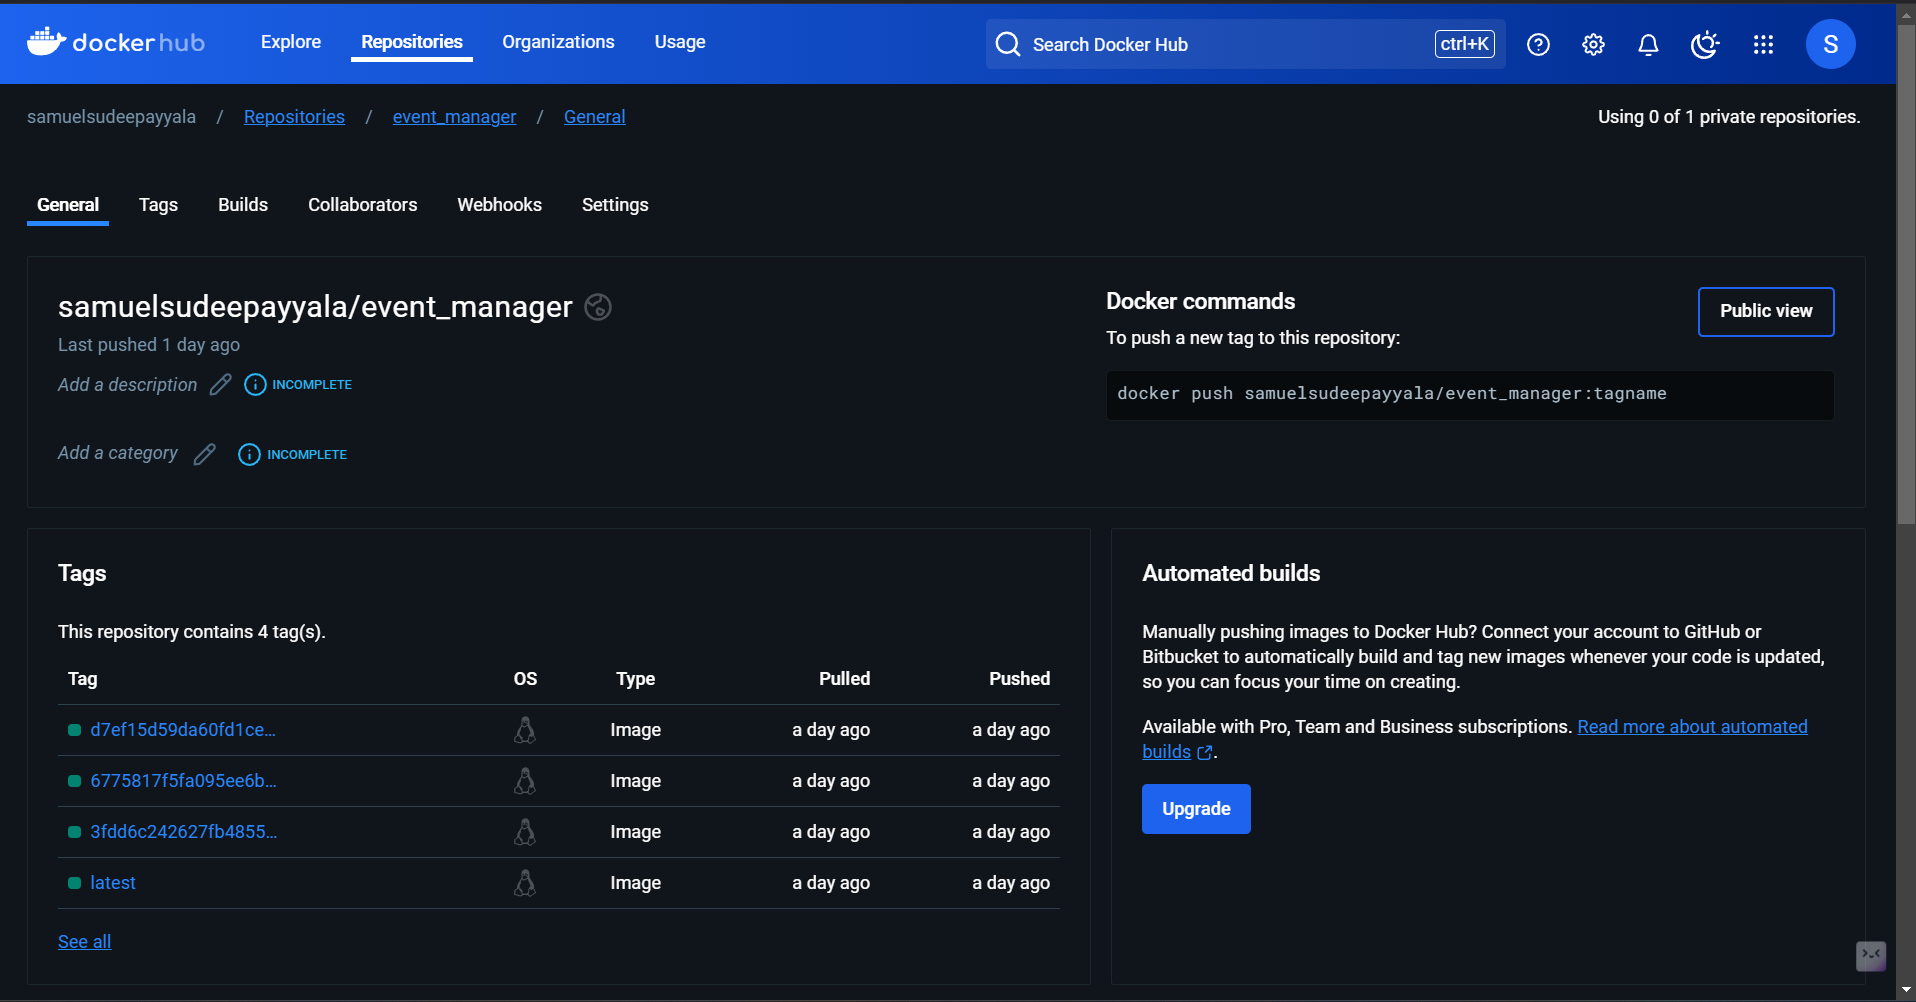 dockerhub Explore Repositories Organizations Usage Search Docker Hub ctrl+K S
samuelsudeepayyala / Repositories / event_manager / General Using 0 of 1 private repositories.
General Tags Builds Collaborators Webhooks Settings
samuelsudeepayyala/event_manager
Last pushed 1 day ago
Add a description INCOMPLETE
Add a category INCOMPLETE
Docker commands
Public view
To push a new tag to this repository:
docker push samuelsudeepayyala/event_manager:tagname
Tags
This repository contains 4 tag(s).
Tag OS Type Pulled Pushed
d7ef15d59da60fd1ce... Image a day ago a day ago
6775817f5fa095ee6b... Image a day ago a day ago
3fdd6c242627fb4855... Image a day ago a day ago
latest Image a day ago a day ago
See all
Automated builds
Manually pushing images to Docker Hub? Connect your account to GitHub or
Bitbucket to automatically build and tag new images whenever your code is updated,
so you can focus your time on creating.
Available with Pro, Team and Business subscriptions. Read more about automated
builds.
Upgrade